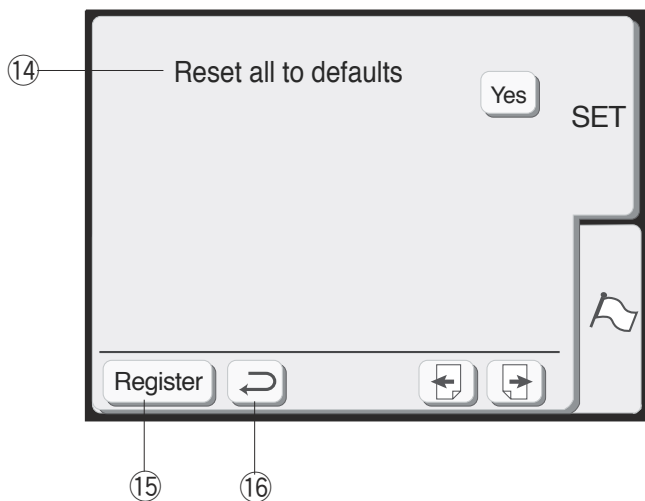 ⑭ Reset all to defaults
Yes
SET
Register
⑮ ⑯